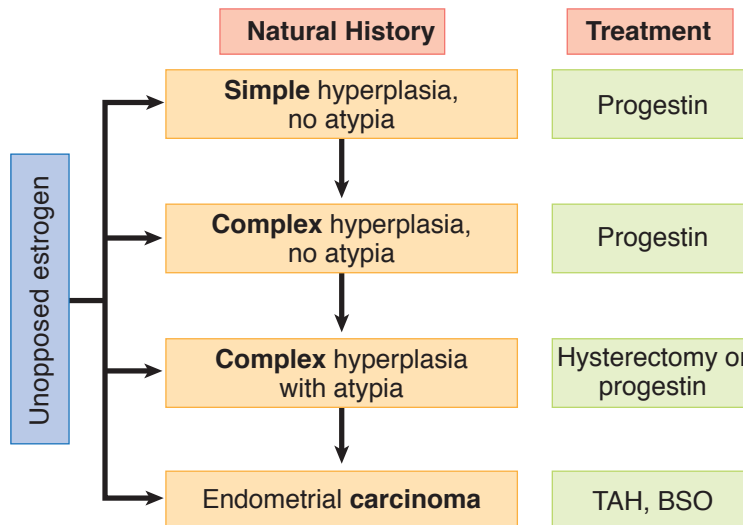 Natural History
Treatment
Unopposed estrogen
Simple hyperplasia,
no atypia
Progestin
Complex hyperplasia,
no atypia
Progestin
Complex hyperplasia
with atypia
Hysterectomy or
progestin
Endometrial carcinoma
TAH, BSO